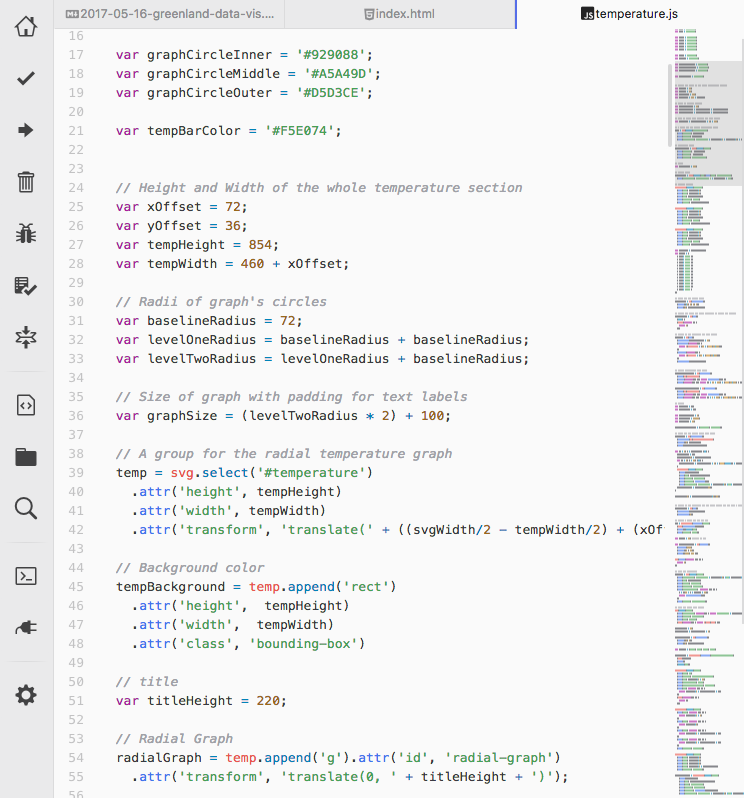 2017-05-16-greenland-data-vis.... index.html temperature.js
16
17 var graphCircleInner = '#929088';
18 var graphCircleMiddle = '#A5A49D';
19 var graphCircleOuter = '#D5D3CE';
20
21 var tempBarColor = '#F5E074';
22
23
24 // Height and Width of the whole temperature section
25 var xOffset = 72;
26 var yOffset = 36;
27 var tempHeight = 854;
28 var tempWidth = 460 + xOffset;
29
30 // Radii of graph's circles
31 var baselineRadius = 72;
32 var levelOneRadius = baselineRadius + baselineRadius;
33 var levelTwoRadius = levelOneRadius + baselineRadius;
34
35 // Size of graph with padding for text labels
36 var graphSize = (levelTwoRadius * 2) + 100;
37
38 // A group for the radial temperature graph
39 temp = svg.select('#temperature')
40 .attr('height', tempHeight)
41 .attr('width', tempWidth)
42 .attr('transform', 'translate(' + ((svgWidth/2 - tempWidth/2) + (xOf
43
44 // Background color
45 tempBackground = temp.append('rect')
46 .attr('height',  tempHeight)
47 .attr('width',  tempWidth)
48 .attr('class', 'bounding-box')
49
50 // title
51 var titleHeight = 220;
52
53 // Radial Graph
54 radialGraph = temp.append('g').attr('id', 'radial-graph')
55 .attr('transform', 'translate(0, ' + titleHeight + ')');
56